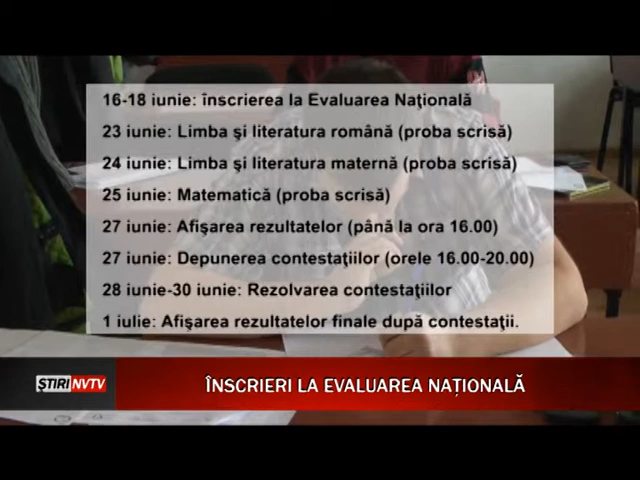 16-18 iunie: înscrierea la Evaluarea Naţională
23 iunie: Limba şi literatura română (proba scrisă)
24 iunie: Limba şi literatura maternă (proba scrisă)
25 iunie: Matematică (proba scrisă)
27 iunie: Afişarea rezultatelor (până la ora 16.00)
27 iunie: Depunerea contestaţiilor (orele 16.00-20.00)
28 iunie-30 iunie: Rezolvarea contestaţiilor
1 iulie: Afişarea rezultatelor finale după contestaţii.
ŞTIRI NVTV
ÎNSCRIERI LA EVALUAREA NAȚIONALĂ